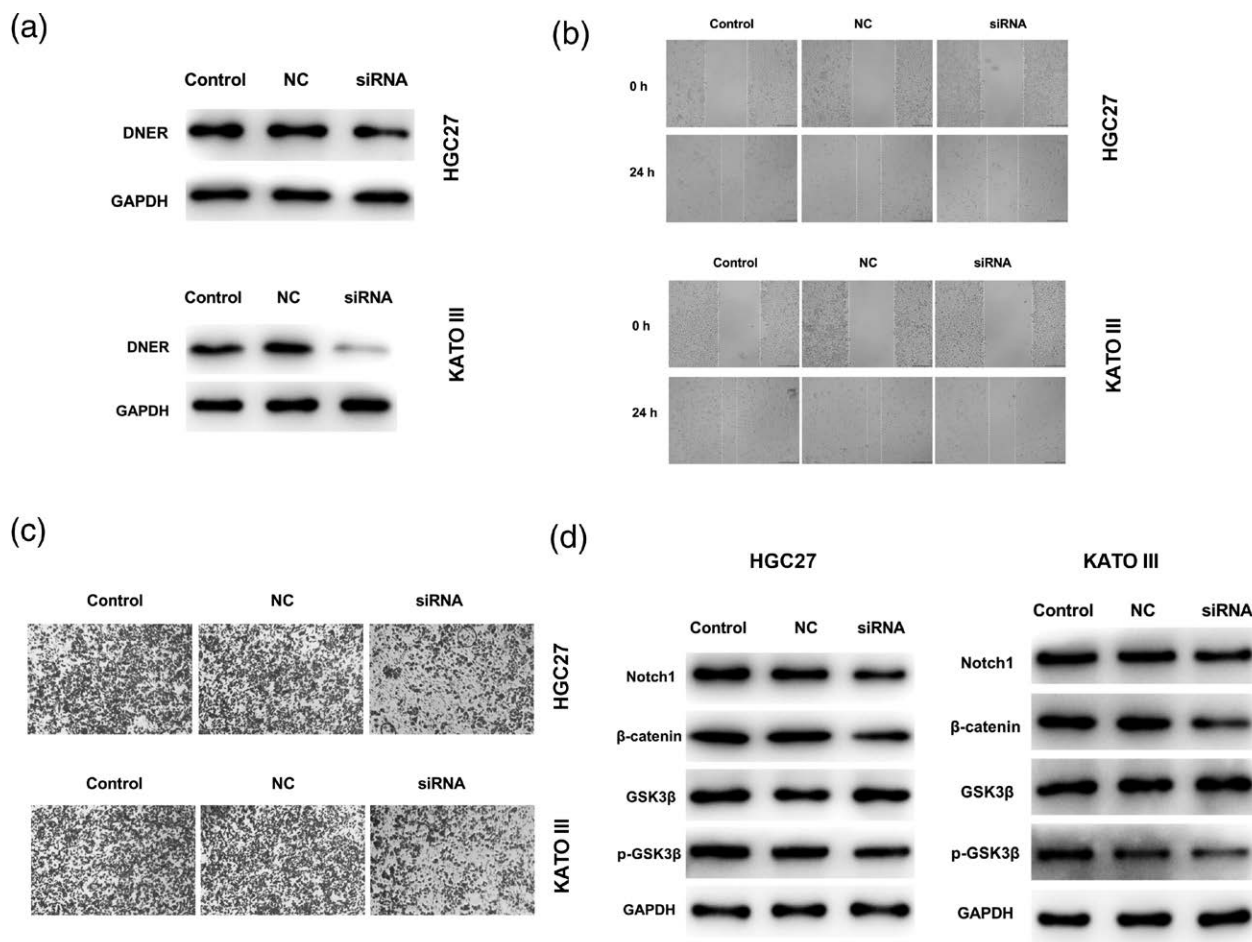 (a)
Control NC siRNA
DNER
GAPDH
HGC27
Control NC siRNA
DNER
GAPDH
KATO III
(b)
Control NC siRNA
0 h
24 h
HGC27
Control NC siRNA
0 h
24 h
KATO III
(c)
Control NC siRNA
HGC27
Control NC siRNA
KATO III
(d)
HGC27
Control NC siRNA
Notch1
β-catenin
GSK3β
p-GSK3β
GAPDH
KATO III
Control NC siRNA
Notch1
β-catenin
GSK3β
p-GSK3β
GAPDH